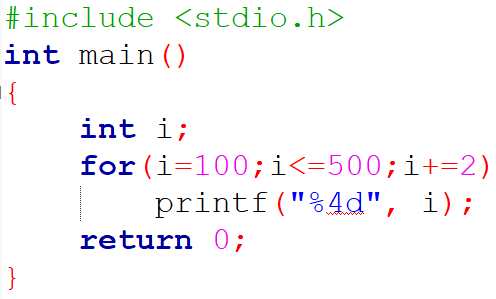 #include <stdio.h>
int main()
{
    int i;
    for(i=100;i<=500;i+=2)
        printf("%4d", i);
    return 0;
}